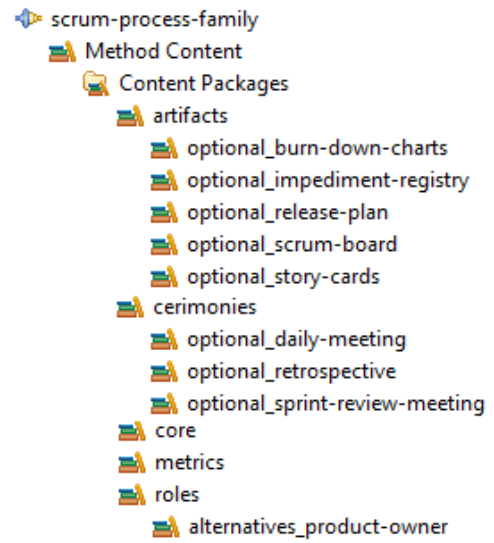 scrum-process-family
Method Content
Content Packages
artifacts
optional_burn-down-charts
optional_impediment-registry
optional_release-plan
optional_scrum-board
optional_story-cards
cerimonies
optional_daily-meeting
optional_retrospective
optional_sprint-review-meeting
core
metrics
roles
alternatives_product-owner